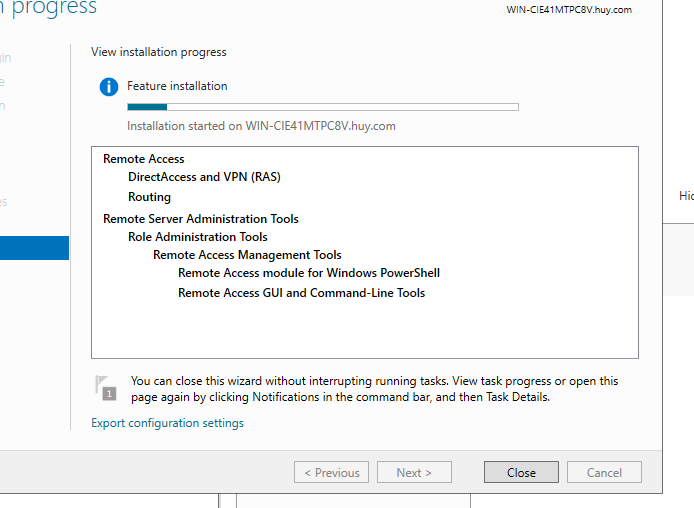 progress
WIN-CIE41MTPC8V.huy.com
View installation progress
Feature installation
Installation started on WIN-CIE41MTPC8V.huy.com
Remote Access
DirectAccess and VPN (RAS)
Routing
Remote Server Administration Tools
Role Administration Tools
Remote Access Management Tools
Remote Access module for Windows PowerShell
Remote Access GUI and Command-Line Tools
1
You can close this wizard without interrupting running tasks. View task progress or open this
page again by clicking Notifications in the command bar, and then Task Details.
Export configuration settings
< Previous
Next >
Close
Cancel